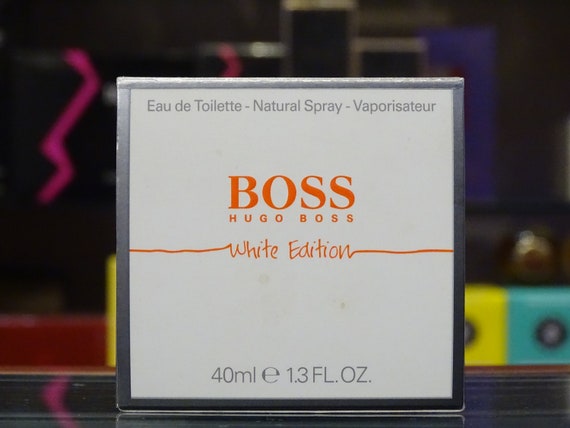 Eau de Toilette - Natural Spray - Vaporisateur
BOSS
HUGO BOSS
White Edition
40ml ℮ 1.3 FL. OZ.